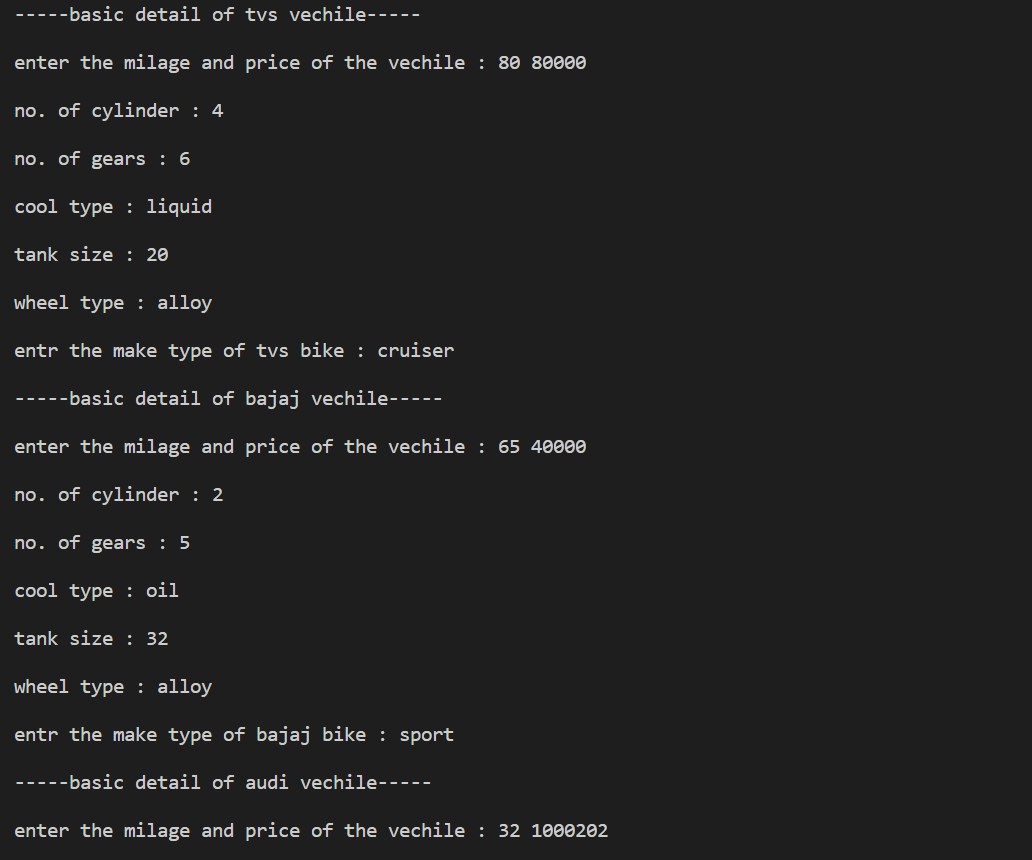 -----basic detail of tvs vechile-----
enter the milage and price of the vechile : 80 80000
no. of cylinder : 4
no. of gears : 6
cool type : liquid
tank size : 20
wheel type : alloy
entr the make type of tvs bike : cruiser
-----basic detail of bajaj vechile-----
enter the milage and price of the vechile : 65 40000
no. of cylinder : 2
no. of gears : 5
cool type : oil
tank size : 32
wheel type : alloy
entr the make type of bajaj bike : sport
-----basic detail of audi vechile-----
enter the milage and price of the vechile : 32 1000202